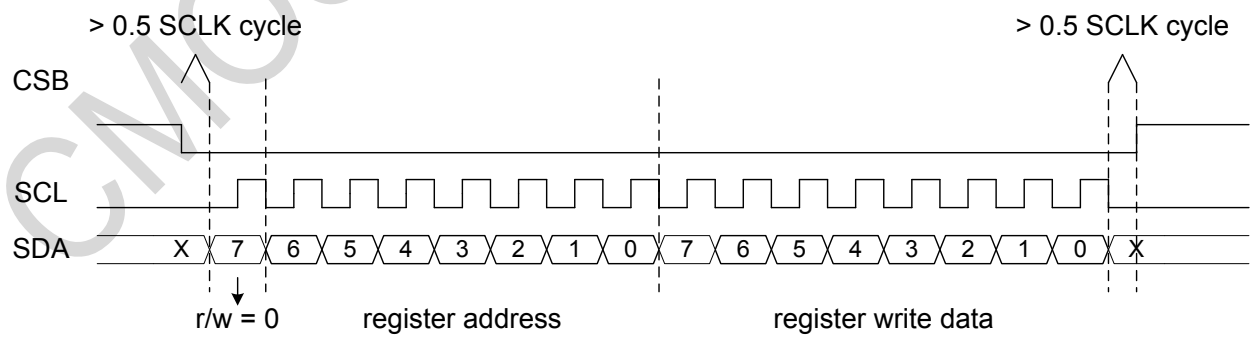 > 0.5 SCLK cycle > 0.5 SCLK cycle
CSB
SCL
SDA X 7 6 5 4 3 2 1 0 7 6 5 4 3 2 1 0 X
r/w = 0 register address register write data
CMO